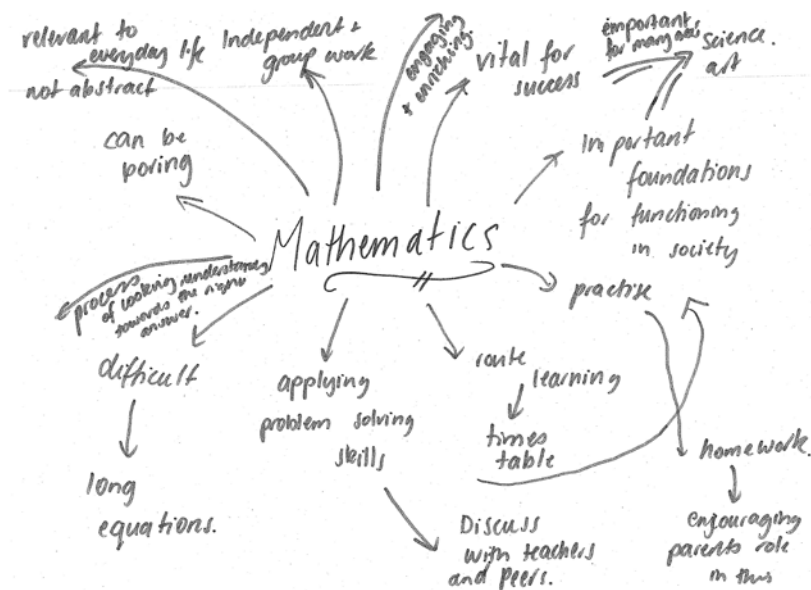 relevant to
everyday life
not abstract
Independent +
group work
engaging
+ enriching.
vital for
success
important
for many jobs
science.
art
can be
boring
Important
foundations
for functioning
in society
Mathematics
process
of looking understanding
towards the right
answer.
practise
difficult
applying
problem solving
skills
route
learning
times
table
homework.
long
equations.
Discuss
with teachers
and peers.
encouraging
parents role
in this